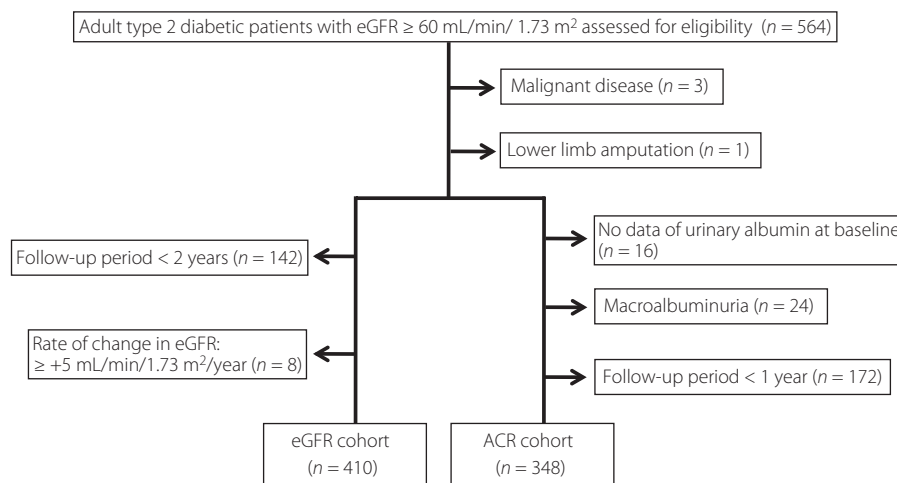 Adult type 2 diabetic patients with eGFR ≥ 60 mL/min/ 1.73 m² assessed for eligibility (n = 564)
Malignant disease (n = 3)
Lower limb amputation (n = 1)
No data of urinary albumin at baseline
(n = 16)
Follow-up period < 2 years (n = 142)
Macroalbuminuria (n = 24)
Rate of change in eGFR:
≥ +5 mL/min/1.73 m²/year (n = 8)
Follow-up period < 1 year (n = 172)
eGFR cohort
(n = 410)
ACR cohort
(n = 348)